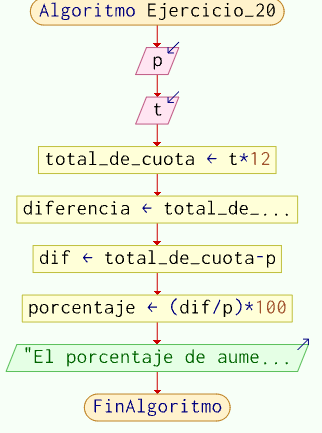 Algoritmo Ejercicio_20
p
t
total_de_cuota ← t*12
diferencia ← total_de_...
dif ← total_de_cuota-p
porcentaje ← (dif/p)*100
"El porcentaje de aume...
FinAlgoritmo